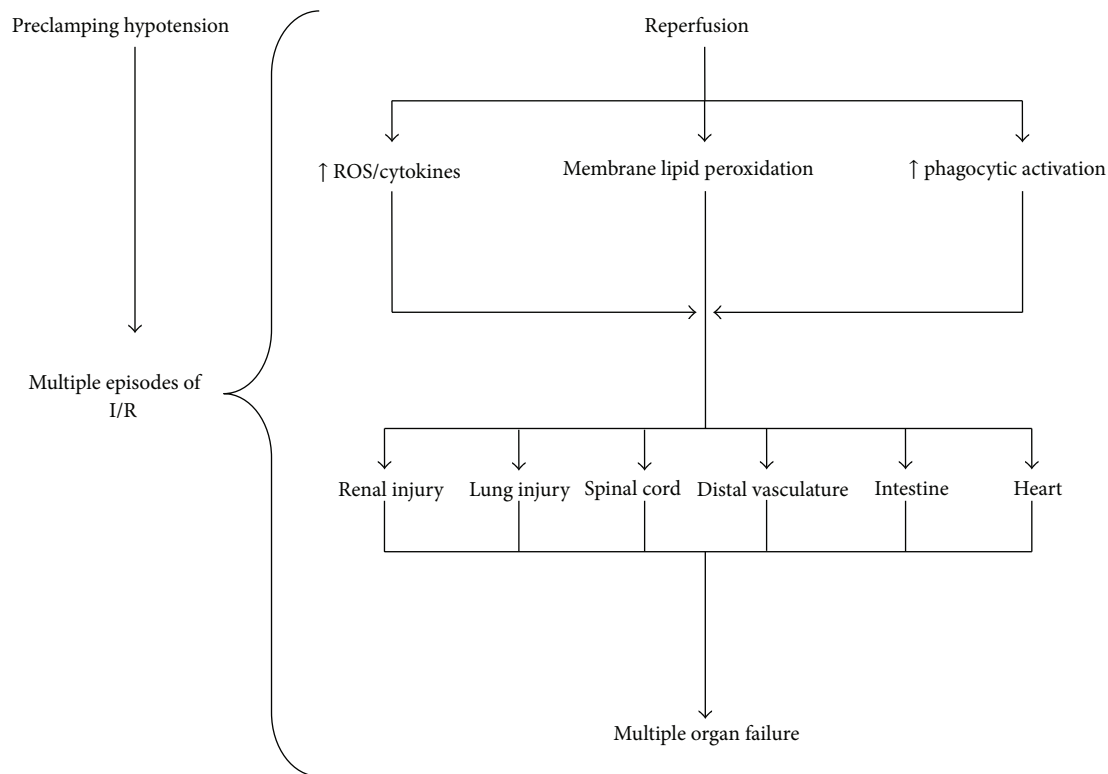 Preclamping hypotension
Reperfusion
↑ ROS/cytokines
Membrane lipid peroxidation
↑ phagocytic activation
Multiple episodes of
I/R
Renal injury
Lung injury
Spinal cord
Distal vasculature
Intestine
Heart
Multiple organ failure